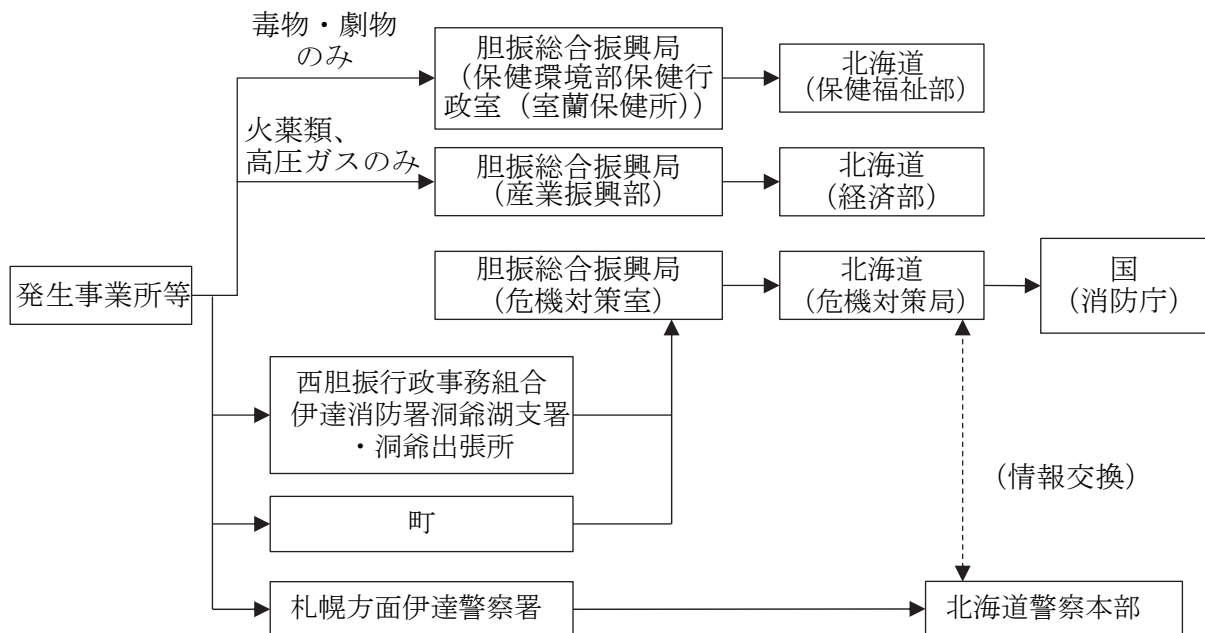 毒物・劇物
のみ
胆振総合振興局
（保健環境部保健行
政室（室蘭保健所））
北海道
（保健福祉部）
火薬類、
高圧ガスのみ
胆振総合振興局
（産業振興部）
北海道
（経済部）
発生事業所等
胆振総合振興局
（危機対策室）
北海道
（危機対策局）
国
（消防庁）
西胆振行政事務組合
伊達消防署洞爺湖支署
・洞爺出張所
（情報交換）
町
札幌方面伊達警察署
北海道警察本部